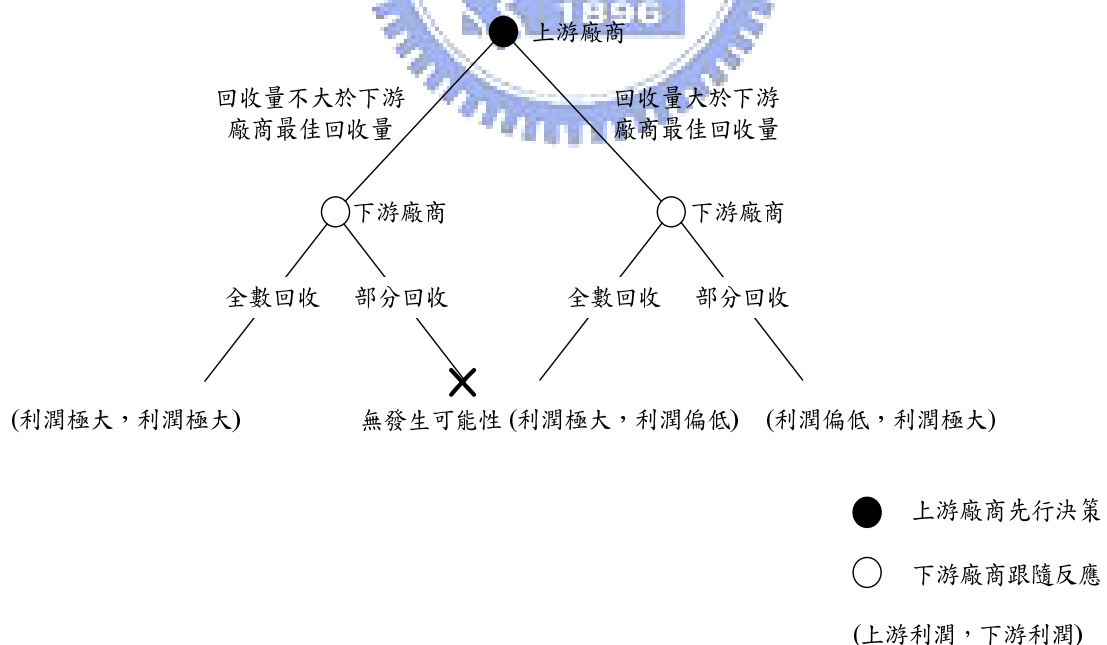 1896
上游廠商
回收量不大於下游
廠商最佳回收量
回收量大於下游
廠商最佳回收量
下游廠商
下游廠商
全數回收
部分回收
全數回收
部分回收
(利潤極大，利潤極大)
無發生可能性
(利潤極大，利潤偏低)
(利潤偏低，利潤極大)
上游廠商先行決策
下游廠商跟隨反應
(上游利潤，下游利潤)